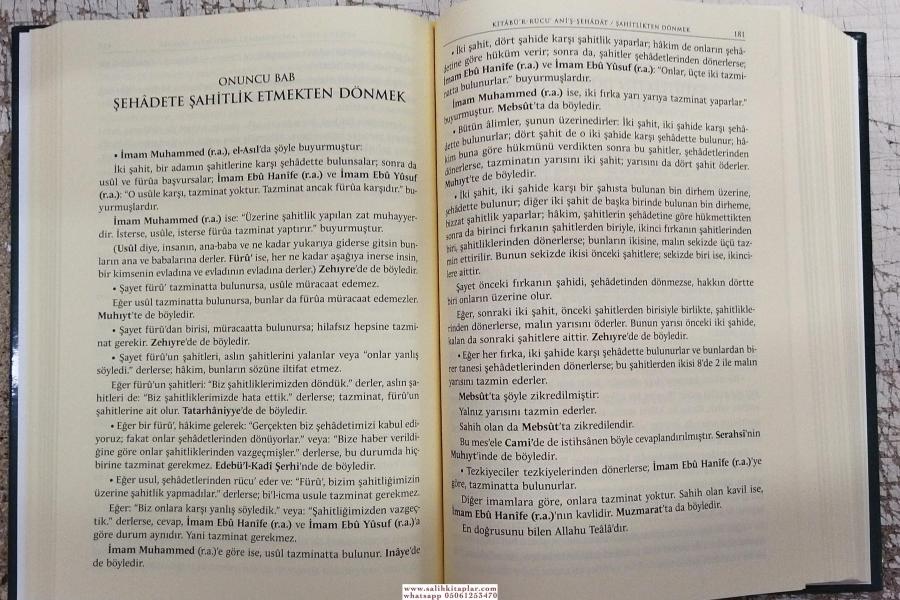 ONUNCU BAB
ŞEHÂDETE ŞAHİTLİK ETMEKTEN DÖNMEK
• İmam Muhammed (r.a.), el-Asıl'da şöyle buyurmuştur:
İki şahit, bir adamın şahitlerine karşı şehâdette bulunsalar; sonra da
usûl ve fürûa başvursalar; İmam Ebû Hanîfe (r.a.) ve İmam Ebû Yûsuf
(r.a.): "O usûle karşı, tazminat yoktur. Tazminat ancak fürûa karşıdır." bu-
yurmuşlardır.
İmam Muhammed (r.a.) ise: "Üzerine şahitlik yapılan zat muhayyer-
dir. İsterse, usûle, isterse fürûa tazminat yaptırır." buyurmuştur.
(Usûl diye, insanın, ana-baba ve ne kadar yukarıya giderse gitsin bun-
ların ana ve babalarına derler. Fürû' ise, her ne kadar aşağıya inerse insin,
bir kimsenin evladına ve evladının evladına derler.) Zehıyre'de de böyledir.
• Şayet fürû' tazminatta bulunursa, usûle müracaat edemez.
Eğer usûl tazminatta bulunursa, bunlar da fürûa müracaat edemezler.
Muhıyt'te de böyledir.
• Şayet fürû'dan birisi, müracaatta bulunursa; hilafsız hepsine tazmi-
nat gerekir. Zehıyre'de de böyledir.
• Şayet fürû'un şahitleri, aslın şahitlerini yalanlar veya "onlar yanlış
söyledi." derlerse; hâkim, bunların sözüne iltifat etmez.
Eğer fürû'un şahitleri: "Biz şahitliklerimizden döndük." derler, aslın şa-
hitleri de: "Biz şahitliklerimizde hata ettik." derlerse; tazminat, fürû'un
şahitlerine ait olur. Tatarhâniyye'de de böyledir.
• Eğer bir fürû', hâkime gelerek: "Gerçekten biz şehâdetimizi kabul edi-
yoruz; fakat onlar şehâdetlerinden dönüyorlar." veya: "Bize haber verildi-
ğine göre onlar şahitliklerinden vazgeçmişler." derlerse, bu durumda hiç-
birine tazminat gerekmez. Edebü'l-Kadî Şerhi'nde de böyledir.
• Eğer usul, şehâdetlerinden rücu' eder ve: "Fürû', bizim şahitliğimizin
üzerine şahitlik yapmadılar." derlerse; bi'l-icma usule tazminat gerekmez.
Eğer: "Biz onlara karşı yanlış söyledik." veya: "Şahitliğimizden vazgeç-
tik." derlerse, cevap, İmam Ebû Hanîfe (r.a.) ve İmam Ebû Yûsuf (r.a.)'a
göre durum aynıdır. Yani tazminat gerekmez.
İmam Muhammed (r.a.)'e göre ise, usûl tazminatta bulunur. Inâye'de
de böyledir.
KİTÂBÜ'R-RÜCU' ANİ'Ş-ŞEHÂDÂT / ŞAHİTLİKTEN DÖNMEK 181
• İki şahit, dört şahide karşı şahitlik yaparlar; hâkim de onların şehâ-
detine göre hüküm verir; sonra da, şahitler şehâdetlerinden dönerlerse;
İmam Ebû Hanîfe (r.a.) ve İmam Ebû Yûsuf (r.a.): "Onlar, üçte iki tazmi-
natta bulunurlar." buyurmuşlardır.
İmam Muhammed (r.a.) ise, iki fırka yarı yarıya tazminat yaparlar."
buyurmuştur. Mebsût'ta da böyledir.
• Bütün âlimler, şunun üzerinedirler: İki şahit, iki şahide karşı şehâ-
dette bulunurlar; dört şahit de o iki şahide karşı şehâdette bulunur; hâ-
kim buna göre hükmünü verdikten sonra bu şahitler, şehâdetlerinden
dönerlerse, tazminatın yarısını iki şahit; yarısını da dört şahit öderler.
Muhıyt'te de böyledir.
• İki şahit, iki şahide karşı bir şahısta bulunan bin dirhem üzerine,
şehâdette bulunur; diğer iki şahit de başka birinde bulunan bin dirheme,
bizzat şahitlik yaparlar; hâkim, şahitlerin şehâdetine göre hükmettikten
sonra da birinci fırkanın şahitlerden biriyle, ikinci fırkanın şahitlerinden
biri, şahitliklerinden dönerlerse; bunların ikisine, malın sekizde üçü taz-
min ettirilir. Bunun sekizde ikisi önceki şahitlere; sekizde biri ise, ikinci-
lere aittir.
Şayet önceki fırkanın şahidi, şehâdetinden dönmezse, hakkın dörtte
biri onların üzerine olur.
Eğer, sonraki iki şahit, önceki şahitlerden birisiyle birlikte, şahitlikle-
rinden dönerlerse, malın yarısını öderler. Bunun yarısı önceki iki şahide,
kalan da sonraki şahitlere aittir. Zehıyre'de de böyledir.
• Eğer her fırka, iki şahide karşı şehâdette bulunurlar ve bunlardan bi-
rer tanesi şehâdetlerinden dönerlerse; bu şahitlerden ikisi 8'de 2 ile malın
yarısını tazmin ederler.
Mebsût'ta şöyle zikredilmiştir:
Yalnız yarısını tazmin ederler.
Sahih olan da Mebsût'ta zikredilendir.
Bu mes'ele Cami'de de istihsânen böyle cevaplandırılmıştır. Serahsî'nin
Muhıyt'inde de böyledir.
• Tezkiyeciler tezkiyelerinden dönerlerse, İmam Ebû Hanîfe (r.a.)'ye
göre, tazminatta bulunurlar.
Diğer imamlara göre, onlara tazminat yoktur. Sahih olan kavil ise,
İmam Ebû Hanîfe (r.a.)'nın kavlidir. Muzmarat'ta da böyledir.
En doğrusunu bilen Allahu Teâlâ'dır.
www.salihkitaplar.com
whatsapp 05061253470